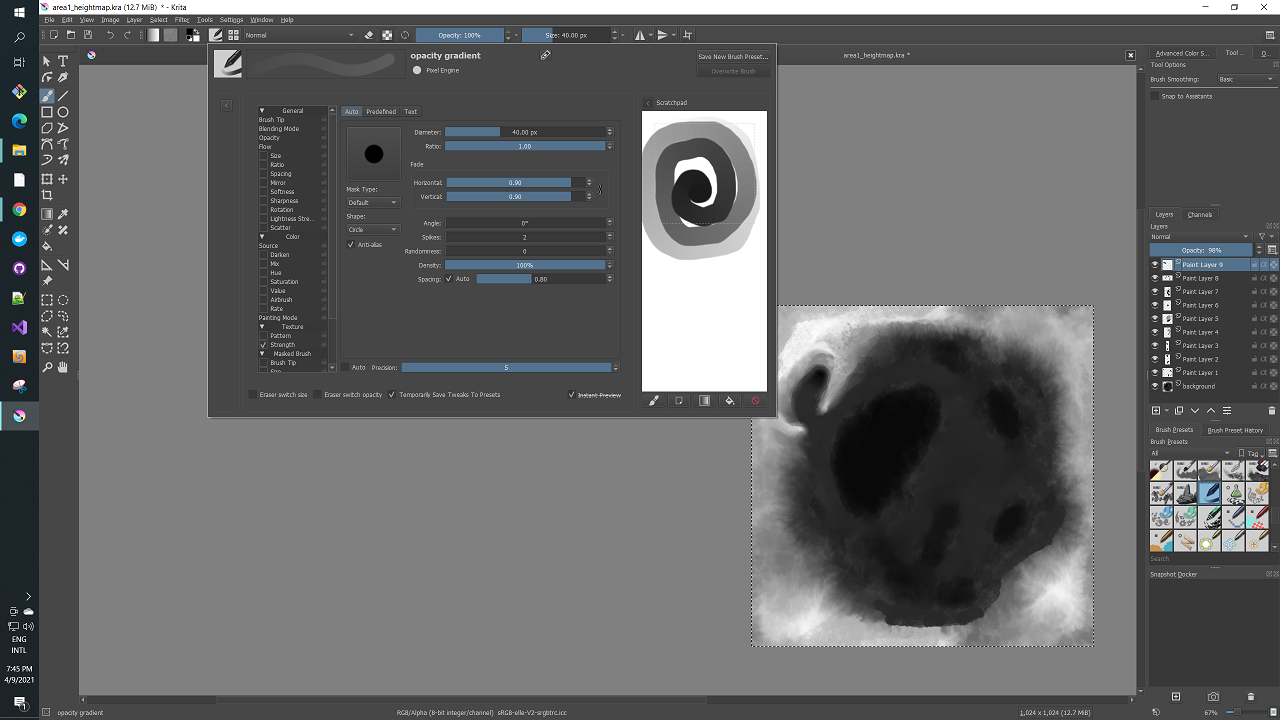 area1_heightmap.kra (12.7 MiB) * - Krita
File Edit View Image Layer Select Filter Tools Settings Window Help
Normal
Opacity: 100%
Size: 40.00 px
area1_heightmap.kra (12.7 MiB) *
opacity gradient
Pixel Engine
Save New Brush Preset...
Overwrite Brush
Scratchpad
General
Brush Tip
Blending Mode
Opacity
Flow
Size
Ratio
Spacing
Mirror
Softness
Sharpness
Rotation
Lightness Stre...
Scatter
Color
Source
Darken
Mix
Hue
Saturation
Value
Airbrush
Rate
Painting Mode
Texture
Pattern
Strength
Masked Brush
Brush Tip
Size
Auto Predefined Text
Mask Type:
Default
Shape:
Circle
Anti-alias
Diameter: 40.00 px
Ratio: 1.00
Fade
Horizontal: 0.90
Vertical: 0.90
Angle: 0°
Spikes: 2
Randomness: 0
Density: 100%
Spacing: Auto 0.80
Auto Precision: 5
Eraser switch size Eraser switch opacity Temporarily Save Tweaks To Presets Instant Preview
Advanced Color S... Tool ... O...
Tool Options
Brush Smoothing: Basic
Snap to Assistants
Layers Channels
Layers
Normal
Opacity: 98%
Paint Layer 9
Paint Layer 8
Paint Layer 7
Paint Layer 6
Paint Layer 5
Paint Layer 4
Paint Layer 3
Paint Layer 2
Paint Layer 1
background
Brush Presets Brush Preset History
Brush Presets
All Tag
Search
Snapshot Docker
ENG
INTL
7:45 PM
4/9/2021
opacity gradient
RGB/Alpha (8-bit integer/channel) sRGB-elle-V2-srgbtrc.icc
1,024 x 1,024 (12.7 MiB)
67%